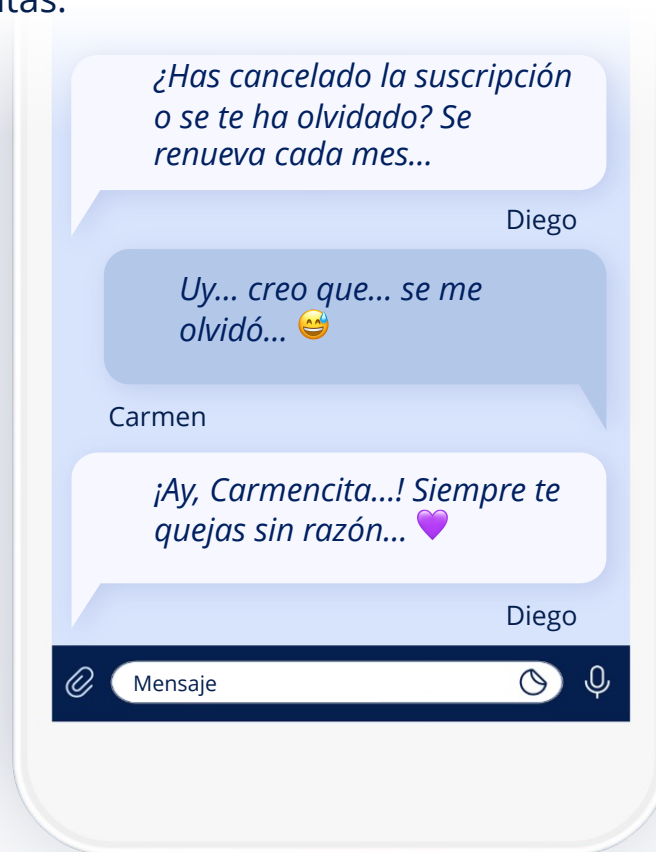 ¿Has cancelado la suscripción
o se te ha olvidado? Se
renueva cada mes...
Diego
Uy... creo que... se me
olvidó... 😅
Carmen
¡Ay, Carmencita...! Siempre te
quejas sin razón... 💜
Diego
Mensaje